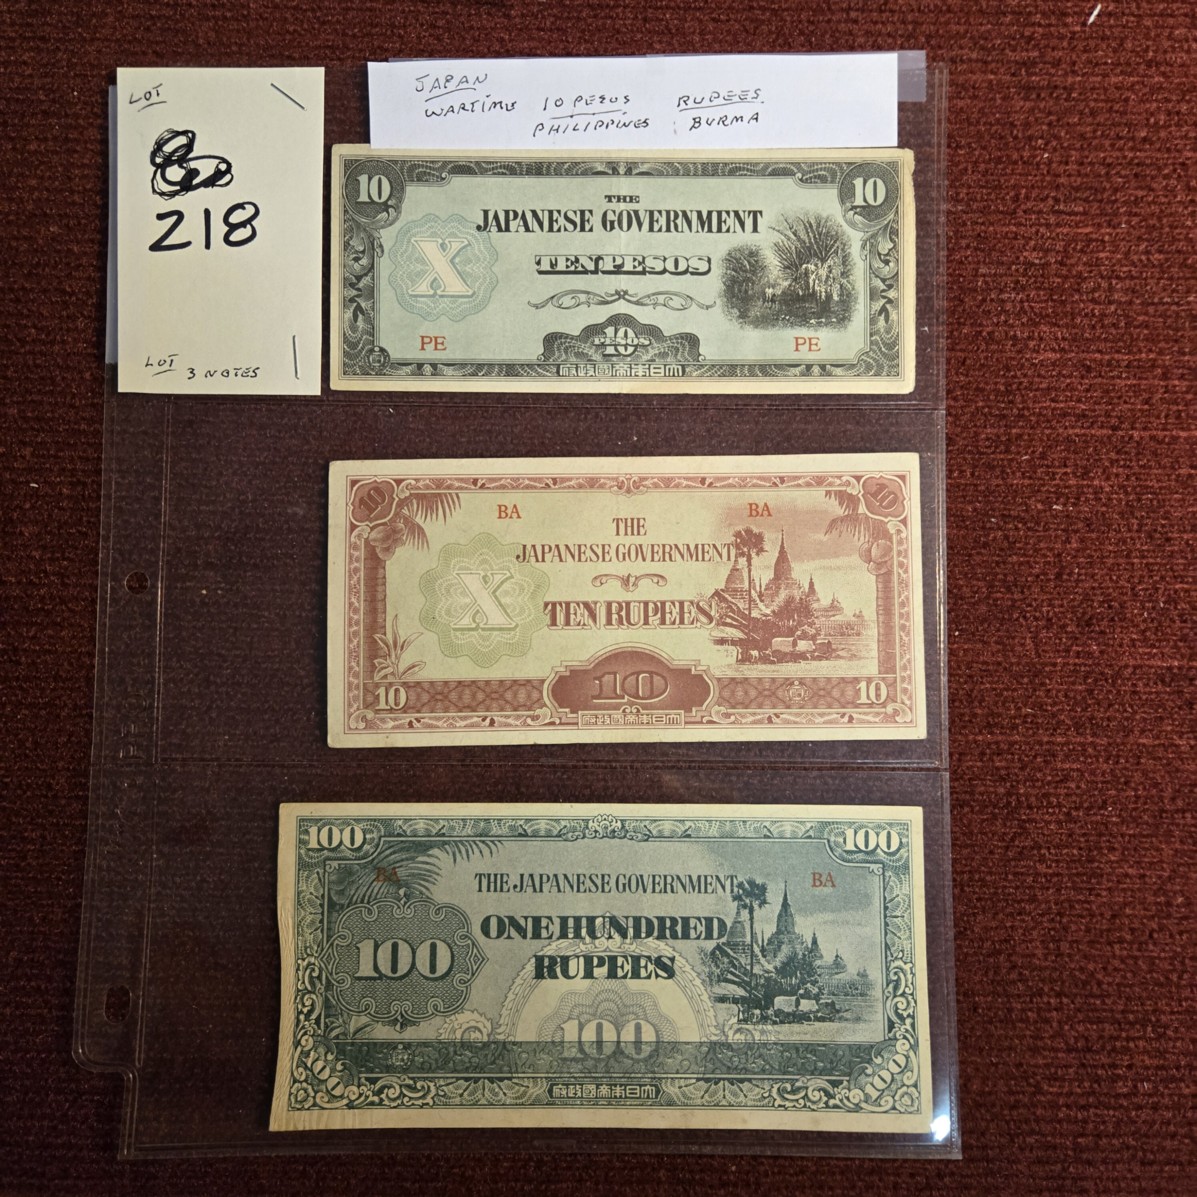 LOT
218
LOT 3 NOTES
JAPAN
WARTIME 10 PESOS RUPEES
PHILIPPINES BURMA
10 10
THE
JAPANESE GOVERNMENT
X
TEN PESOS
PE PE
10
PESOS
府政國帝本日大
10 10
BA BA
THE
JAPANESE GOVERNMENT
X
TEN RUPEES
10 10 10
府政國帝本日大
100 100
BA BA
THE JAPANESE GOVERNMENT
ONE HUNDRED
100
RUPEES
100
100 100
府政國帝本日大